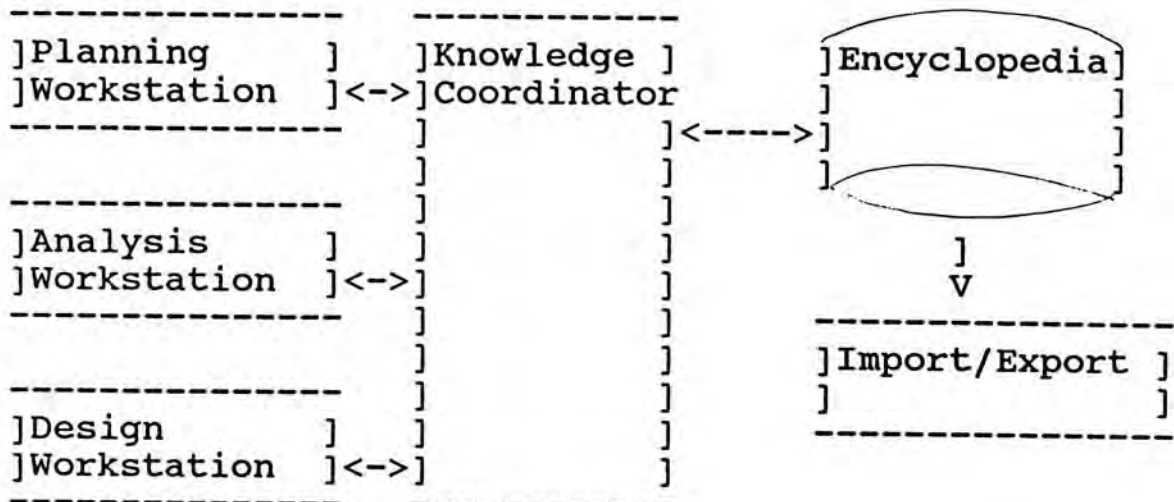 --------------- ------------
]Planning ] ]Knowledge ] ]Encyclopedia]
]Workstation ]<->]Coordinator ] ]
--------------- ] ]<---->] ]
] ] ] ]
--------------- ] ]
]Analysis ] ] ] ]
]Workstation ]<->] ] V
--------------- ] ] ----------------
] ] ]Import/Export ]
--------------- ] ] ] ]
]Design ] ] ] ----------------
]Workstation ]<->] ]
--------------- ------------